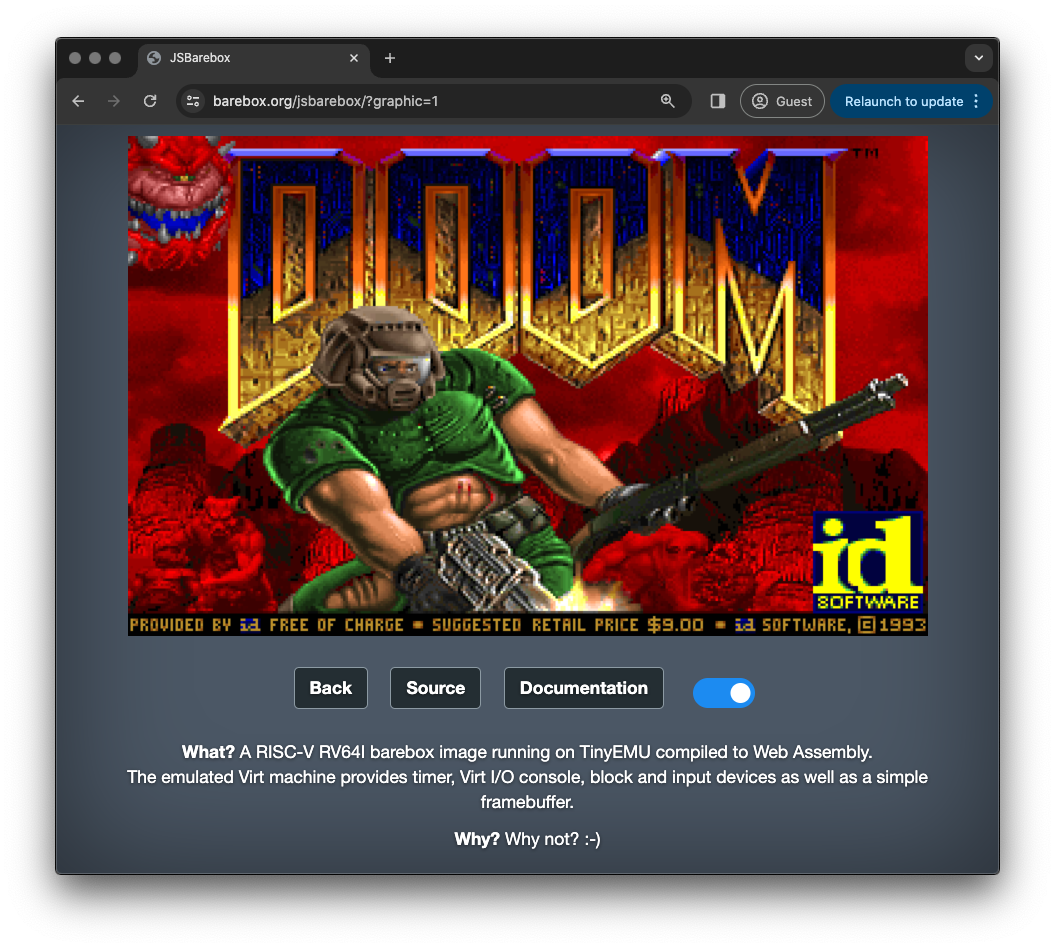 JSBarebox
barebox.org/jsbarebox/?graphic=1
Guest
Relaunch to update
DOOM
TM
id
SOFTWARE
PROVIDED BY id FREE OF CHARGE • SUGGESTED RETAIL PRICE $9.00 • id SOFTWARE, © 1993
Back
Source
Documentation
What? A RISC-V RV64I barebox image running on TinyEMU compiled to Web Assembly.
The emulated Virt machine provides timer, Virt I/O console, block and input devices as well as a simple
framebuffer.
Why? Why not? :-)